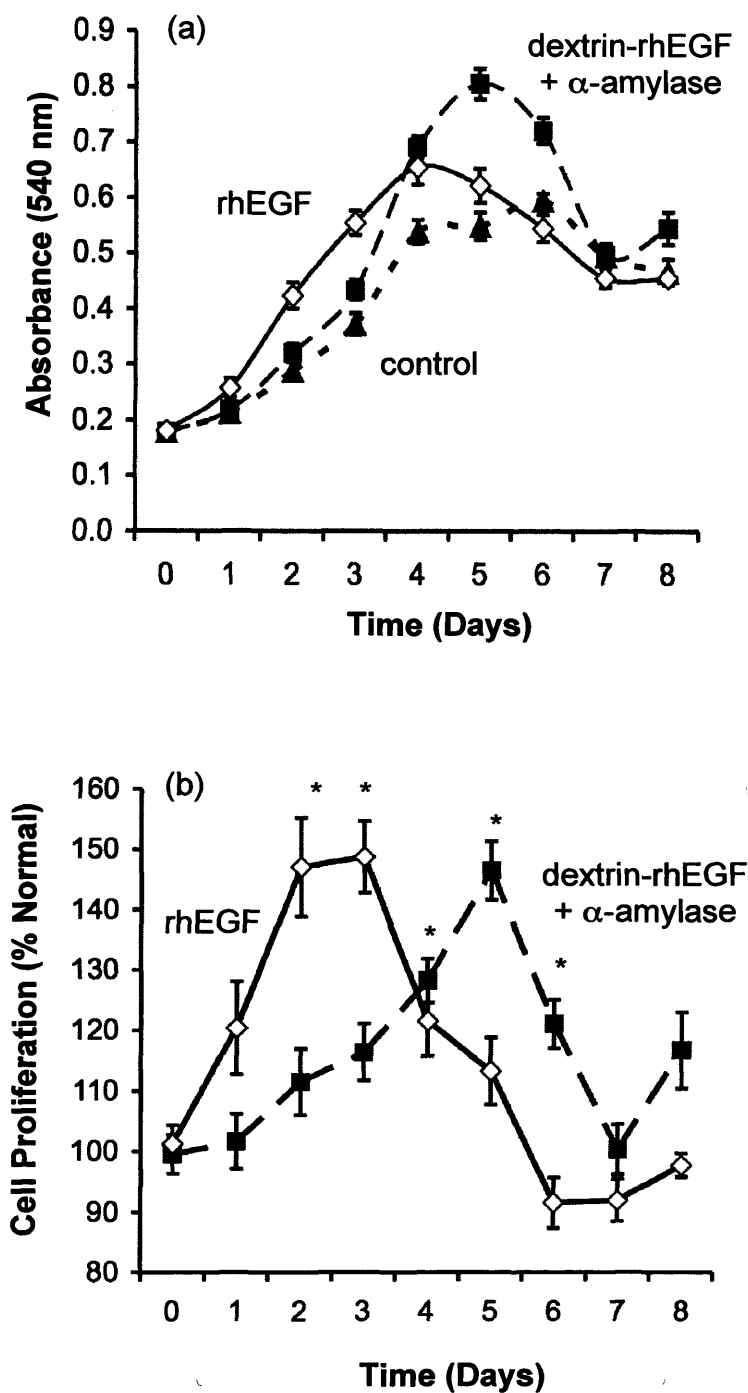 (a)
dextrin-rhEGF
+ α-amylase
rhEGF
control
Absorbance (540 nm)
0.9
0.8
0.7
0.6
0.5
0.4
0.3
0.2
0.1
0.0
0 1 2 3 4 5 6 7 8
Time (Days)
(b)
* * * * *
dextrin-rhEGF
+ α-amylase
rhEGF
Cell Proliferation (% Normal)
160
150
140
130
120
110
100
90
80
0 1 2 3 4 5 6 7 8
Time (Days)